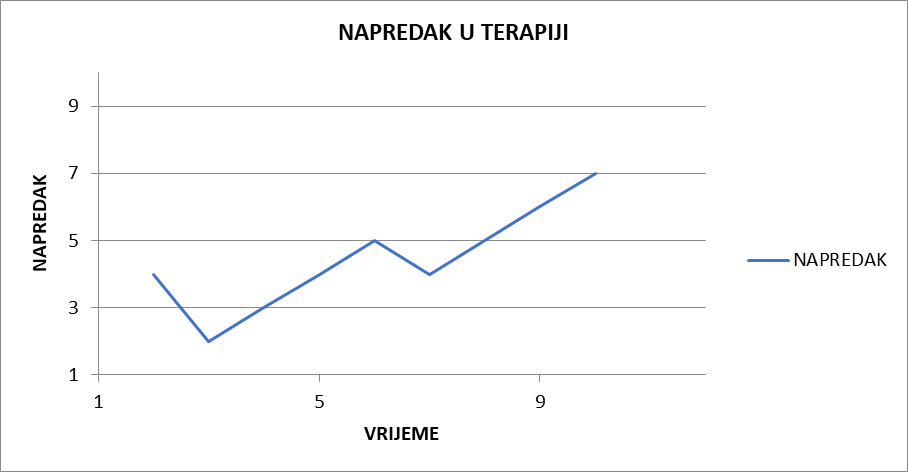 NAPREDAK U TERAPIJI
NAPREDAK
9
7
5
3
1
1 5 9
VRIJEME
NAPREDAK